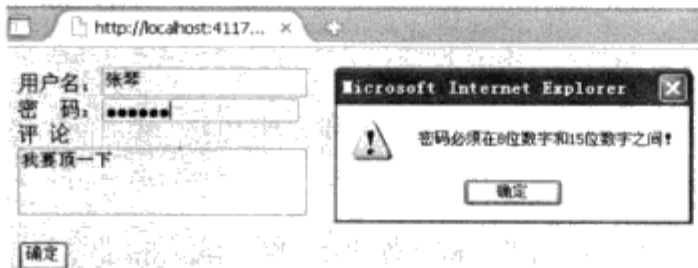 http://localhost:4117... ×
用户名：张琴
密 码：●●●●●●
评 论
我要顶一下
确定
Microsoft Internet Explorer
密码必须在8位数字和15位数字之间！
确定